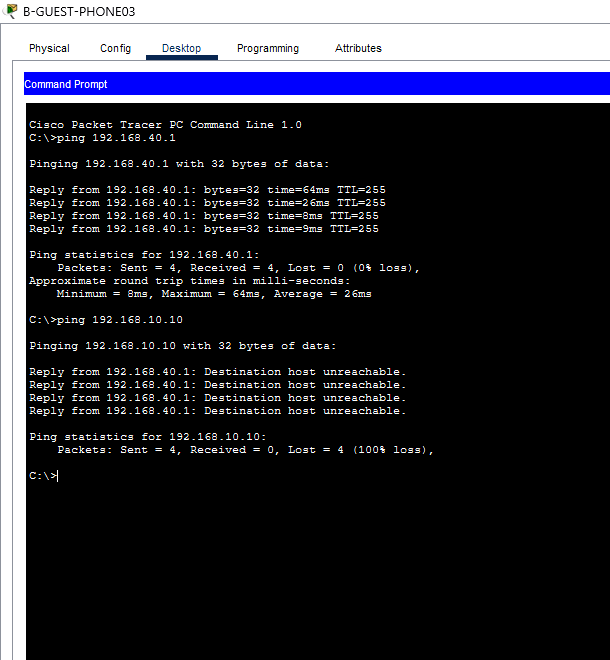 B-GUEST-PHONE03
Physical Config Desktop Programming Attributes
Command Prompt
Cisco Packet Tracer PC Command Line 1.0
C:\>ping 192.168.40.1
Pinging 192.168.40.1 with 32 bytes of data:
Reply from 192.168.40.1: bytes=32 time=64ms TTL=255
Reply from 192.168.40.1: bytes=32 time=26ms TTL=255
Reply from 192.168.40.1: bytes=32 time=8ms TTL=255
Reply from 192.168.40.1: bytes=32 time=9ms TTL=255
Ping statistics for 192.168.40.1:
Packets: Sent = 4, Received = 4, Lost = 0 (0% loss),
Approximate round trip times in milli-seconds:
Minimum = 8ms, Maximum = 64ms, Average = 26ms
C:\>ping 192.168.10.10
Pinging 192.168.10.10 with 32 bytes of data:
Reply from 192.168.40.1: Destination host unreachable.
Reply from 192.168.40.1: Destination host unreachable.
Reply from 192.168.40.1: Destination host unreachable.
Reply from 192.168.40.1: Destination host unreachable.
Ping statistics for 192.168.10.10:
Packets: Sent = 4, Received = 0, Lost = 4 (100% loss),
C:\>